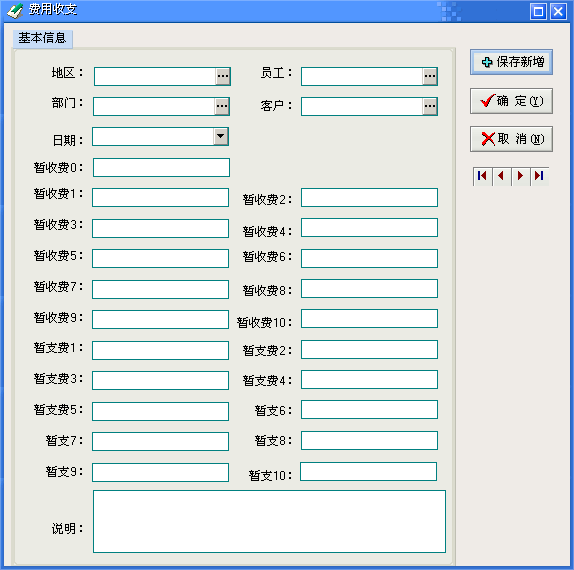 费用收支
基本信息
地区： 员工：
部门： 客户：
日期：
暂收费0：
暂收费1： 暂收费2：
暂收费3： 暂收费4：
暂收费5： 暂收费6：
暂收费7： 暂收费8：
暂收费9： 暂收费10：
暂支费1： 暂支费2：
暂支费3： 暂支费4：
暂支费5： 暂支6：
暂支7： 暂支8：
暂支9： 暂支10：
说明：
保存新增
确 定(Y)
取 消(N)